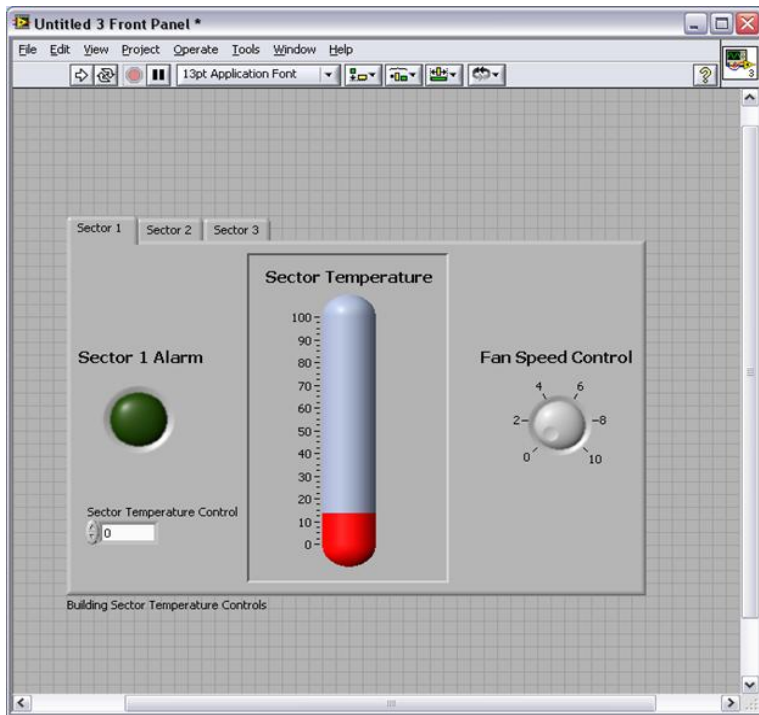 Untitled 3 Front Panel *
File Edit View Project Operate Tools Window Help
13pt Application Font
?
3
Sector 1 Sector 2 Sector 3
Sector Temperature
100
90
80
70
60
50
40
30
20
10
0
Sector 1 Alarm
Sector Temperature Control
0
Fan Speed Control
4 6
2 8
0 10
Building Sector Temperature Controls